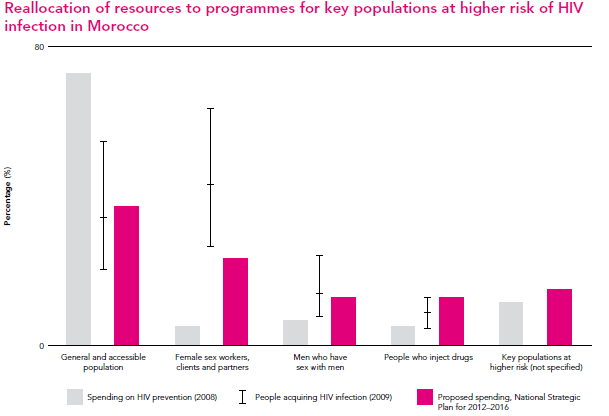 Reallocation of resources to programmes for key populations at higher risk of HIV
infection in Morocco
80
Percentage (%)
0
General and accessible
population
Female sex workers,
clients and partners
Men who have
sex with men
People who inject drugs
Key populations at
higher risk (not specified)
Spending on HIV prevention (2008)
People acquiring HIV infection (2009)
Proposed spending, National Strategic
Plan for 2012–2016